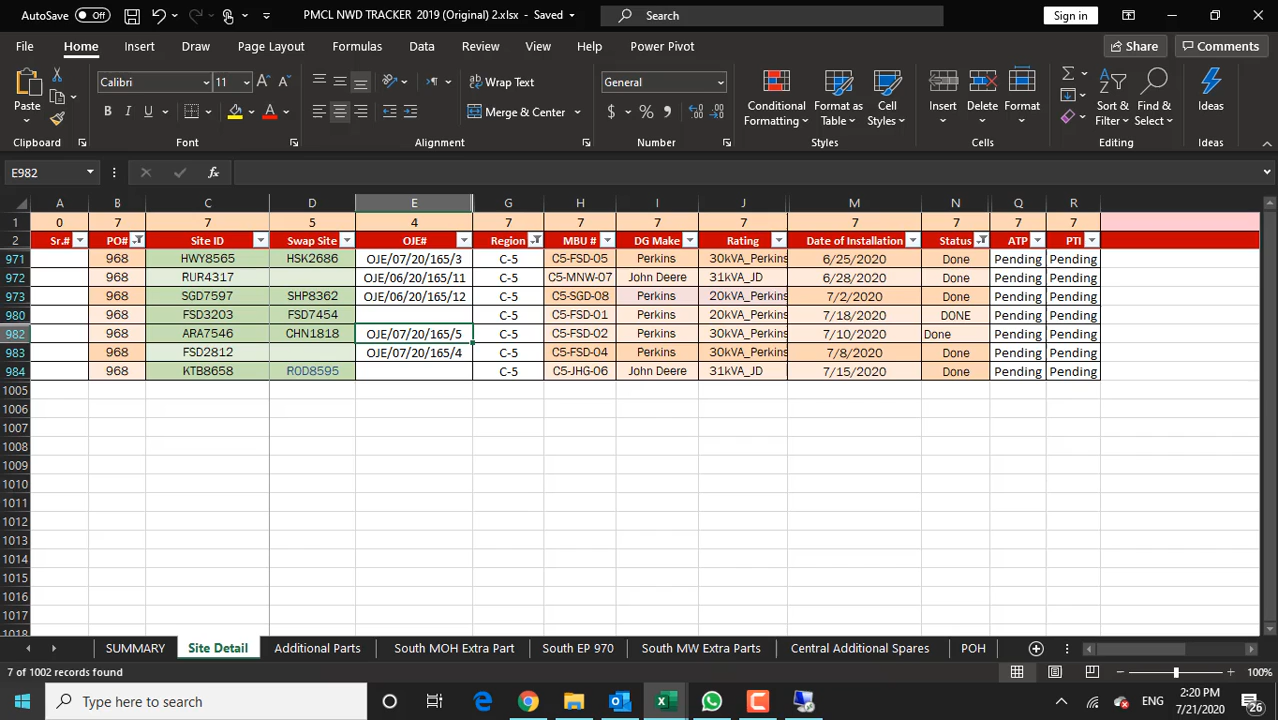 AutoSave Off PMCL NWD TRACKER 2019 (Original) 2.xlsx - Saved Search Sign in
File Home Insert Draw Page Layout Formulas Data Review View Help Power Pivot Share Comments
Paste Calibri 11 Wrap Text General Conditional Formatting Format as Table Cell Styles Insert Delete Format Sort & Filter Find & Select Ideas
B I U A Merge & Center $ %
Clipboard Font Alignment Number Styles Cells Editing Ideas
E982 fx
A B C D E G H I J M N Q R
1 0 7 7 5 4 7 7 7 7 7 7 7 7
2 Sr.# PO# Site ID Swap Site OJE# Region MBU # DG Make Rating Date of Installation Status ATP PTI
971 968 HWY8565 HSK2686 OJE/07/20/165/3 C-5 C5-FSD-05 Perkins 30kVA_Perkins 6/25/2020 Done Pending Pending
972 968 RUR4317 OJE/06/20/165/11 C-5 C5-MNW-07 John Deere 31kVA_JD 6/28/2020 Done Pending Pending
973 968 SGD7597 SHP8362 OJE/06/20/165/12 C-5 C5-SGD-08 Perkins 20kVA_Perkins 7/2/2020 Done Pending Pending
980 968 FSD3203 FSD7454 C-5 C5-FSD-01 Perkins 20kVA_Perkins 7/18/2020 DONE Pending Pending
982 968 ARA7546 CHN1818 OJE/07/20/165/5 C-5 C5-FSD-02 Perkins 30kVA_Perkins 7/10/2020 Done Pending Pending
983 968 FSD2812 OJE/07/20/165/4 C-5 C5-FSD-04 Perkins 30kVA_Perkins 7/8/2020 Done Pending Pending
984 968 KTB8658 ROD8595 C-5 C5-JHG-06 John Deere 31kVA_JD 7/15/2020 Done Pending Pending
1005
1006
1007
1008
1009
1010
1011
1012
1013
1014
1015
1016
1017
1018
SUMMARY Site Detail Additional Parts South MOH Extra Part South EP 970 South MW Extra Parts Central Additional Spares POH
7 of 1002 records found 100%
Type here to search ENG 2:20 PM 7/21/2020 26